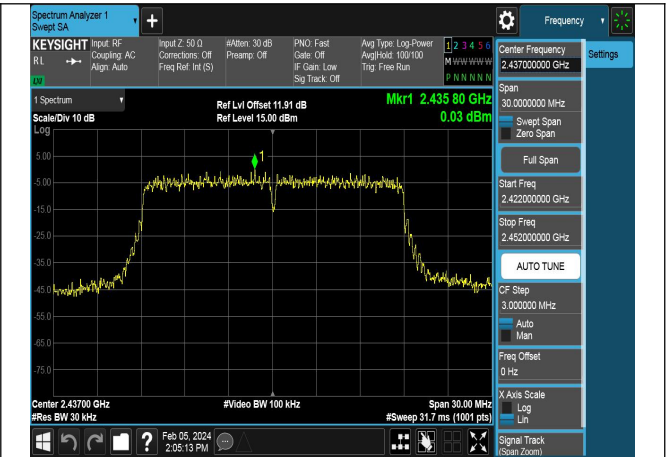 Spectrum Analyzer 1
Swept SA
+
Frequency
KEYSIGHT
RL
Input: RF
Coupling: AC
Align: Auto
Input Z: 50 Ω
Corrections: Off
Freq Ref: Int (S)
#Atten: 30 dB
Preamp: Off
PNO: Fast
Gate: Off
IF Gain: Low
Sig Track: Off
Avg Type: Log-Power
Avg|Hold: 100/100
Trig: Free Run
1 2 3 4 5 6
M W W W W W
P N N N N N
LXI
1 Spectrum
Scale/Div 10 dB
Log
Ref Lvl Offset 11.91 dB
Ref Level 15.00 dBm
Mkr1 2.435 80 GHz
0.03 dBm
1
5.00
-5.00
-15.0
-25.0
-35.0
-45.0
-55.0
-65.0
-75.0
Center 2.43700 GHz
#Res BW 30 kHz
#Video BW 100 kHz
Span 30.00 MHz
#Sweep 31.7 ms (1001 pts)
?
Feb 05, 2024
2:05:13 PM
Center Frequency
2.437000000 GHz
Settings
Span
30.0000000 MHz
Swept Span
Zero Span
Full Span
Start Freq
2.422000000 GHz
Stop Freq
2.452000000 GHz
AUTO TUNE
CF Step
3.000000 MHz
Auto
Man
Freq Offset
0 Hz
X Axis Scale
Log
Lin
Signal Track
(Span Zoom)